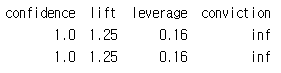 confidence lift leverage conviction
1.0 1.25 0.16 inf
1.0 1.25 0.16 inf